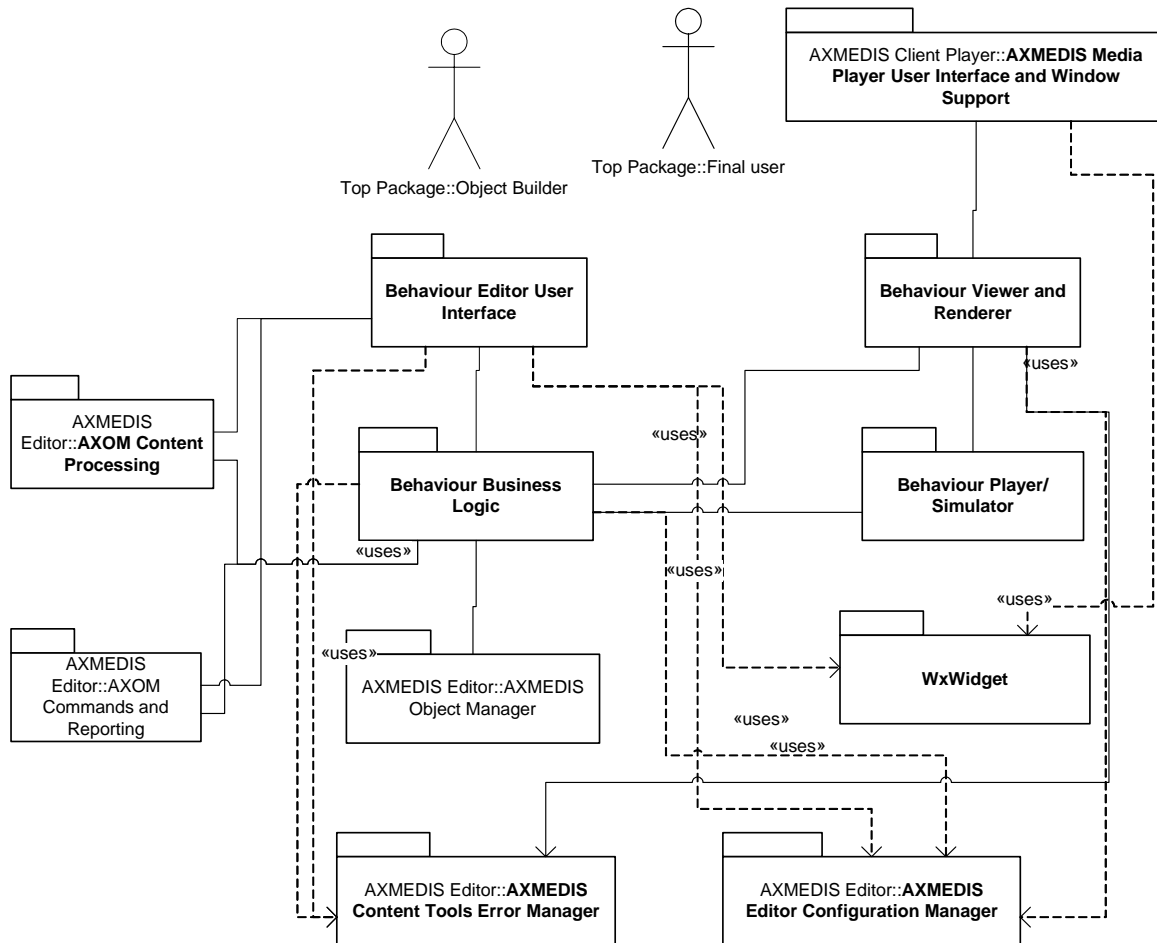 AXMEDIS Client Player::AXMEDIS Media
Player User Interface and Window
Support
Top Package::Final user
Top Package::Object Builder
Behaviour Editor User
Interface
Behaviour Viewer and
Renderer
«uses»
AXMEDIS
Editor::AXOM Content
Processing
«uses»
Behaviour Business
Logic
Behaviour Player/
Simulator
«uses»
«uses»
«uses»
AXMEDIS
Editor::AXOM
Commands and
Reporting
«uses»
AXMEDIS Editor::AXMEDIS
Object Manager
WxWidget
«uses»
«uses»
AXMEDIS Editor::AXMEDIS
Content Tools Error Manager
AXMEDIS Editor::AXMEDIS
Editor Configuration Manager